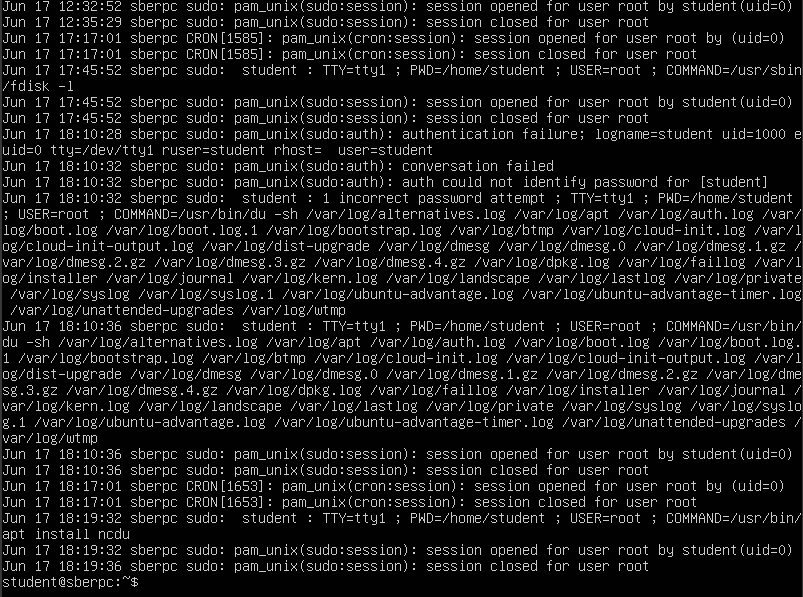 Jun 17 12:32:52 sberpc sudo: pam_unix(sudo:session): session opened for user root by student(uid=0)
Jun 17 12:35:29 sberpc sudo: pam_unix(sudo:session): session closed for user root
Jun 17 17:17:01 sberpc CRON[1585]: pam_unix(cron:session): session opened for user root by (uid=0)
Jun 17 17:17:01 sberpc CRON[1585]: pam_unix(cron:session): session closed for user root
Jun 17 17:45:52 sberpc sudo:  student : TTY=tty1 ; PWD=/home/student ; USER=root ; COMMAND=/usr/sbin
/fdisk -l
Jun 17 17:45:52 sberpc sudo: pam_unix(sudo:session): session opened for user root by student(uid=0)
Jun 17 17:45:52 sberpc sudo: pam_unix(sudo:session): session closed for user root
Jun 17 18:10:28 sberpc sudo: pam_unix(sudo:auth): authentication failure; logname=student uid=1000 e
uid=0 tty=/dev/tty1 ruser=student rhost=  user=student
Jun 17 18:10:32 sberpc sudo: pam_unix(sudo:auth): conversation failed
Jun 17 18:10:32 sberpc sudo: pam_unix(sudo:auth): auth could not identify password for [student]
Jun 17 18:10:32 sberpc sudo:  student : 1 incorrect password attempt ; TTY=tty1 ; PWD=/home/student
; USER=root ; COMMAND=/usr/bin/du -sh /var/log/alternatives.log /var/log/apt /var/log/auth.log /var/
log/boot.log /var/log/boot.log.1 /var/log/bootstrap.log /var/log/btmp /var/log/cloud-init.log /var/l
og/cloud-init-output.log /var/log/dist-upgrade /var/log/dmesg /var/log/dmesg.0 /var/log/dmesg.1.gz /
var/log/dmesg.2.gz /var/log/dmesg.3.gz /var/log/dmesg.4.gz /var/log/dpkg.log /var/log/faillog /var/l
og/installer /var/log/journal /var/log/kern.log /var/log/landscape /var/log/lastlog /var/log/private
 /var/log/syslog /var/log/syslog.1 /var/log/ubuntu-advantage.log /var/log/ubuntu-advantage-timer.log
 /var/log/unattended-upgrades /var/log/wtmp
Jun 17 18:10:36 sberpc sudo:  student : TTY=tty1 ; PWD=/home/student ; USER=root ; COMMAND=/usr/bin/
du -sh /var/log/alternatives.log /var/log/apt /var/log/auth.log /var/log/boot.log /var/log/boot.log.
1 /var/log/bootstrap.log /var/log/btmp /var/log/cloud-init.log /var/log/cloud-init-output.log /var/l
og/dist-upgrade /var/log/dmesg /var/log/dmesg.0 /var/log/dmesg.1.gz /var/log/dmesg.2.gz /var/log/dme
sg.3.gz /var/log/dmesg.4.gz /var/log/dpkg.log /var/log/faillog /var/log/installer /var/log/journal /
var/log/kern.log /var/log/landscape /var/log/lastlog /var/log/private /var/log/syslog /var/log/syslo
g.1 /var/log/ubuntu-advantage.log /var/log/ubuntu-advantage-timer.log /var/log/unattended-upgrades /
var/log/wtmp
Jun 17 18:10:36 sberpc sudo: pam_unix(sudo:session): session opened for user root by student(uid=0)
Jun 17 18:10:36 sberpc sudo: pam_unix(sudo:session): session closed for user root
Jun 17 18:17:01 sberpc CRON[1653]: pam_unix(cron:session): session opened for user root by (uid=0)
Jun 17 18:17:01 sberpc CRON[1653]: pam_unix(cron:session): session closed for user root
Jun 17 18:19:32 sberpc sudo:  student : TTY=tty1 ; PWD=/home/student ; USER=root ; COMMAND=/usr/bin/
apt install ncdu
Jun 17 18:19:32 sberpc sudo: pam_unix(sudo:session): session opened for user root by student(uid=0)
Jun 17 18:19:36 sberpc sudo: pam_unix(sudo:session): session closed for user root
student@sberpc:~$